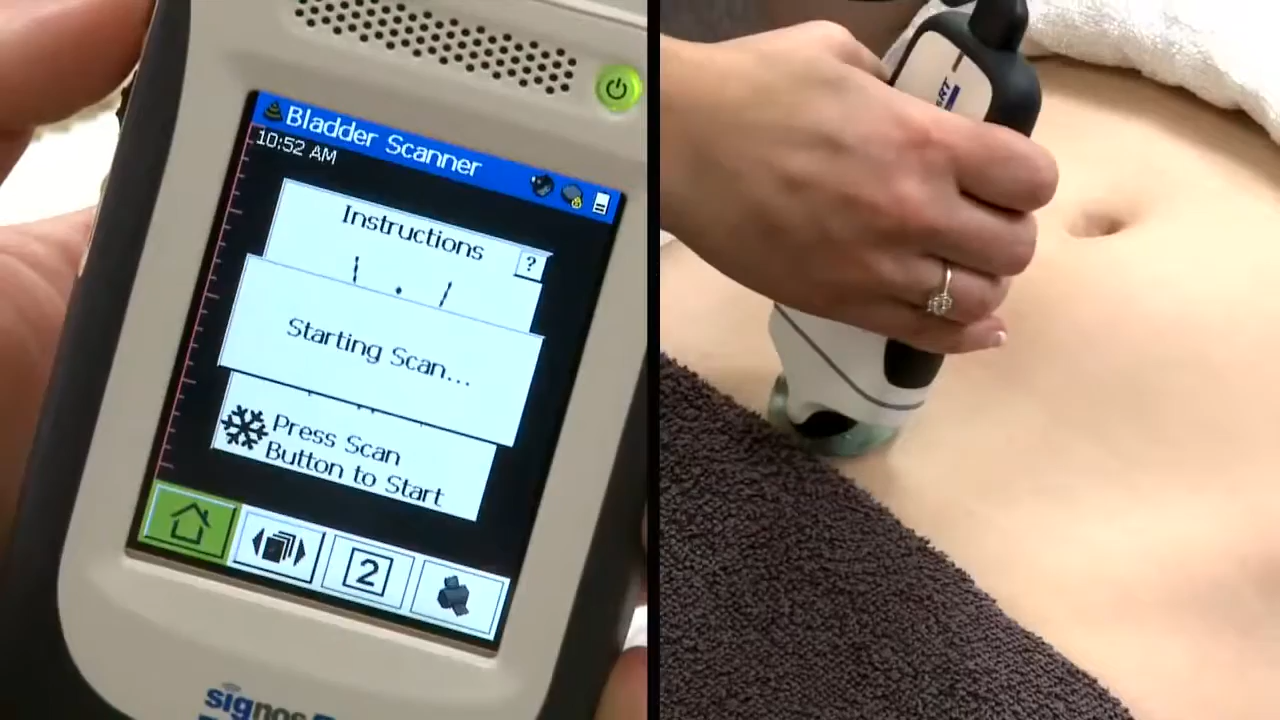 Bladder Scanner
10:52 AM
Instructions
?
Starting Scan...
Press Scan
Button to Start
2
signos